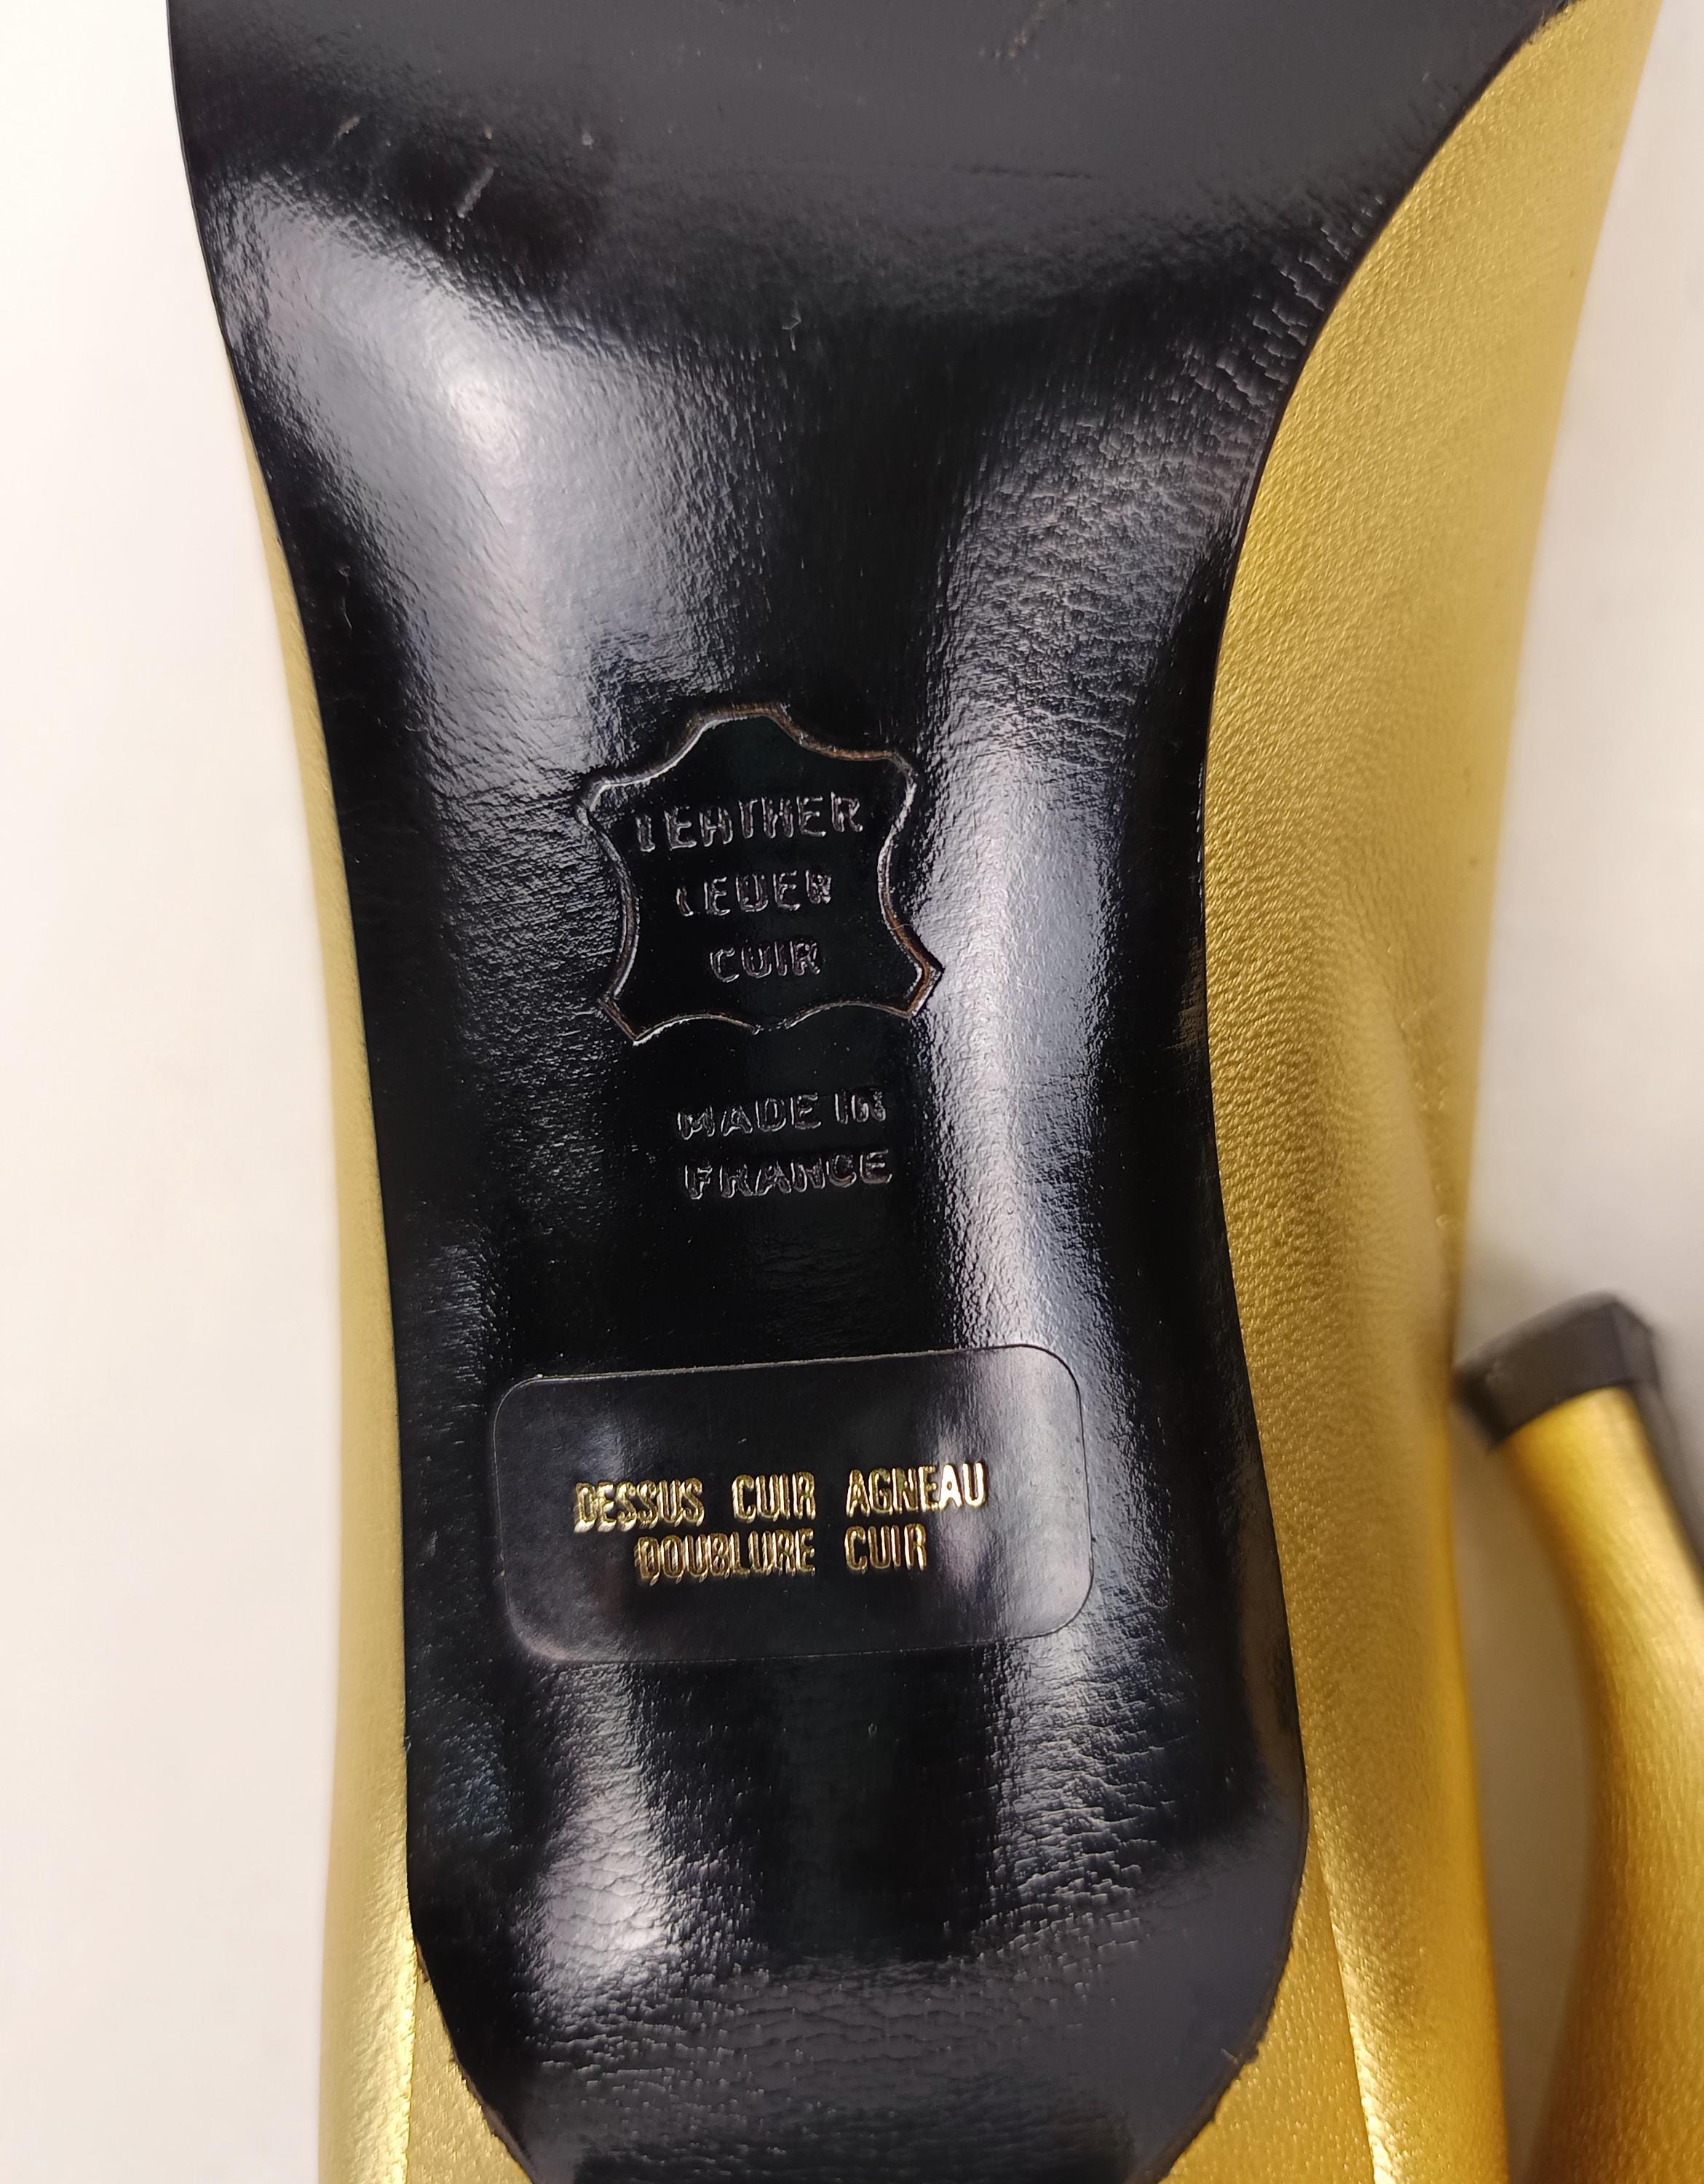 LEATHER
LEDER
CUIR
MADE IN
FRANCE
DESSUS CUIR AGNEAU
DOUBLURE CUIR